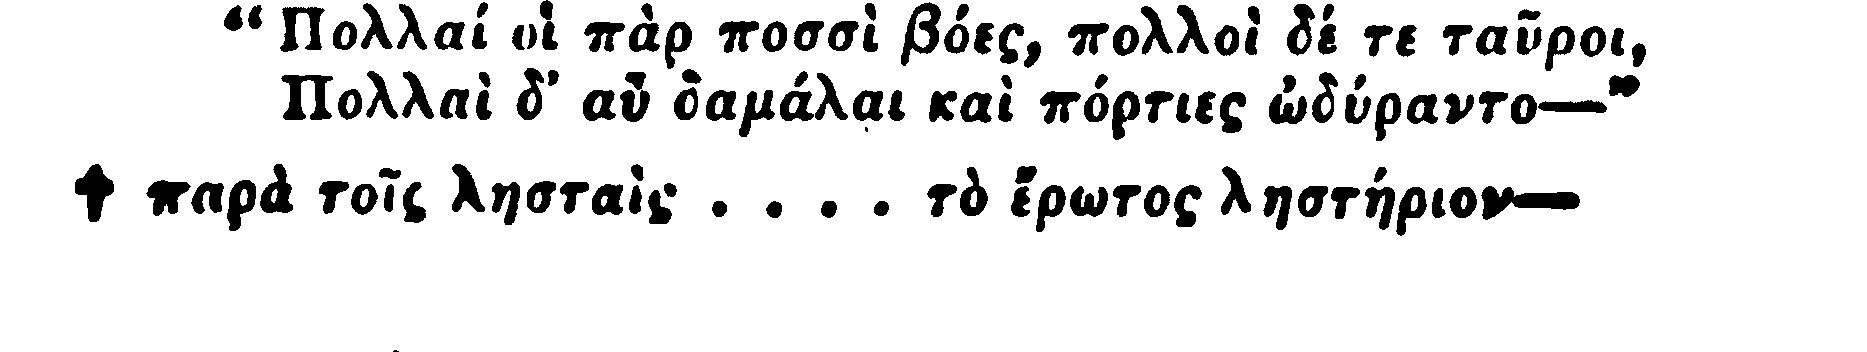 “Πολλαί οἱ πὰρ ποσσὶ βόες, πολλοὶ δέ τε ταῦροι,
Πολλαὶ δ’ αὖ δαμάλαι καὶ πόρτιες ὠδύραντο—”
† παρὰ τοῖς λησταὶς . . . . τὸ ἔρωτος ληστήριον—